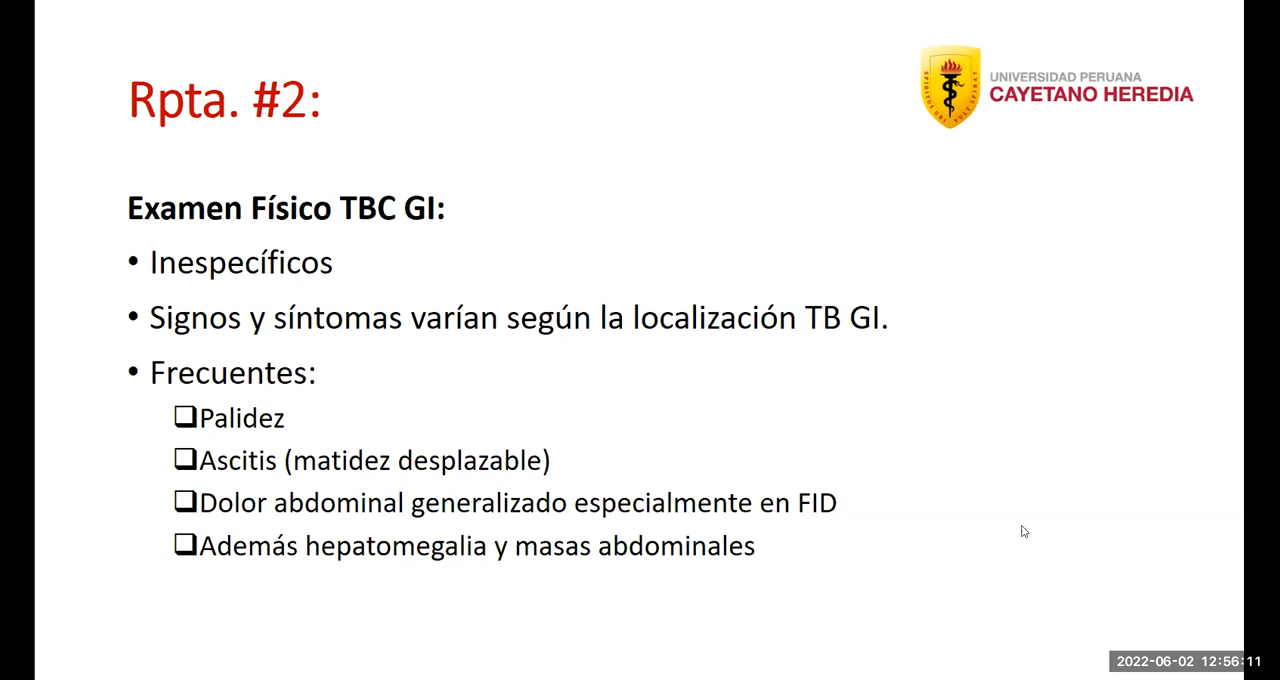 UNIVERSIDAD PERUANA
CAYETANO HEREDIA
Rpta. #2:
Examen Físico TBC GI:
• Inespecíficos
• Signos y síntomas varían según la localización TB GI.
• Frecuentes:
❑Palidez
❑Ascitis (matidez desplazable)
❑Dolor abdominal generalizado especialmente en FID
❑Además hepatomegalia y masas abdominales
2022-06-02 12:56:11